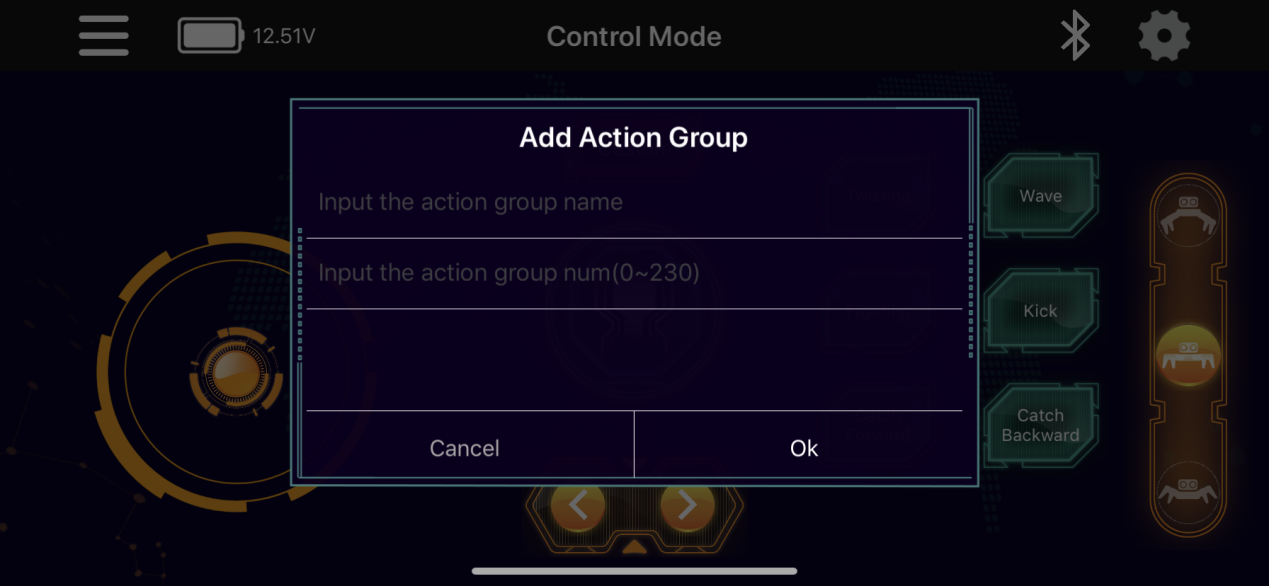 12.51V
Control Mode
Add Action Group
Input the action group name
Input the action group num(0~230)
Cancel
Ok
Wave
Kick
Catch
Backward